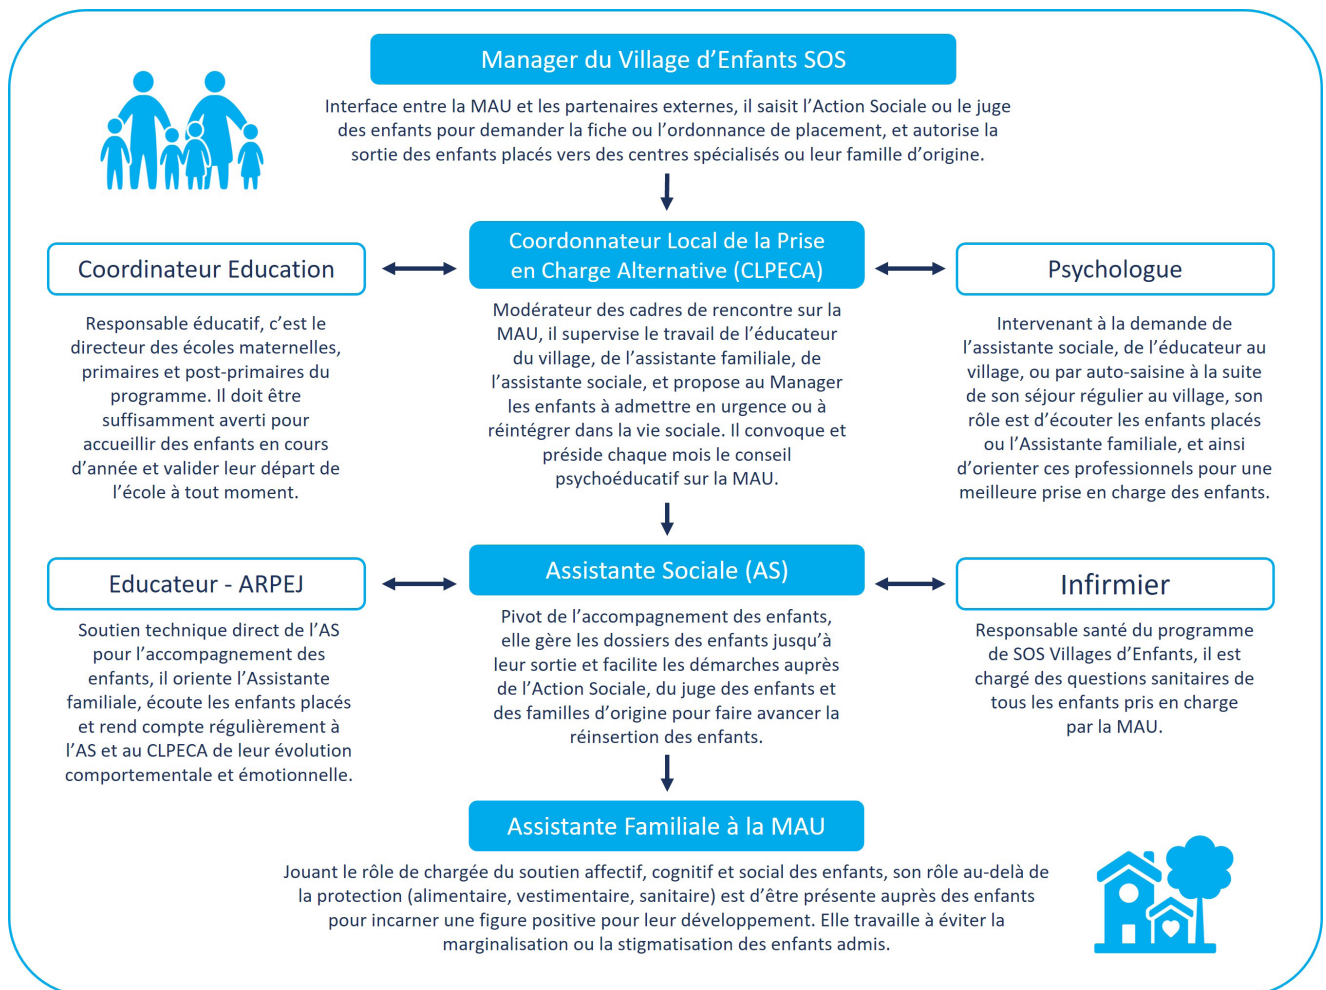 Manager du Village d’Enfants SOS
Interface entre la MAU et les partenaires externes, il saisit l’Action Sociale ou le juge
des enfants pour demander la fiche ou l’ordonnance de placement, et autorise la
sortie des enfants placés vers des centres spécialisés ou leur famille d’origine.
Coordinateur Education
Responsable éducatif, c’est le
directeur des écoles maternelles,
primaires et post-primaires du
programme. Il doit être
suffisamment averti pour
accueillir des enfants en cours
d’année et valider leur départ de
l’école à tout moment.
Coordonnateur Local de la Prise
en Charge Alternative (CLPECA)
Modérateur des cadres de rencontre sur la
MAU, il supervise le travail de l’éducateur
du village, de l’assistante familiale, de
l’assistante sociale, et propose au Manager
les enfants à admettre en urgence ou à
réintégrer dans la vie sociale. Il convoque et
préside chaque mois le conseil
psychoéducatif sur la MAU.
Psychologue
Intervenant à la demande de
l’assistante sociale, de l’éducateur au
village, ou par auto-saisine à la suite
de son séjour régulier au village, son
rôle est d’écouter les enfants placés
ou l’Assistante familiale, et ainsi
d’orienter ces professionnels pour une
meilleure prise en charge des enfants.
Educateur - ARPEJ
Soutien technique direct de l’AS
pour l’accompagnement des
enfants, il oriente l’Assistante
familiale, écoute les enfants placés
et rend compte régulièrement à
l’AS et au CLPECA de leur évolution
comportementale et émotionnelle.
Assistante Sociale (AS)
Pivot de l’accompagnement des enfants,
elle gère les dossiers des enfants jusqu’à
leur sortie et facilite les démarches auprès
de l’Action Sociale, du juge des enfants et
des familles d’origine pour faire avancer la
réinsertion des enfants.
Infirmier
Responsable santé du programme
de SOS Villages d’Enfants, il est
chargé des questions sanitaires de
tous les enfants pris en charge
par la MAU.
Assistante Familiale à la MAU
Jouant le rôle de chargée du soutien affectif, cognitif et social des enfants, son rôle au-delà de
la protection (alimentaire, vestimentaire, sanitaire) est d’être présente auprès des enfants
pour incarner une figure positive pour leur développement. Elle travaille à éviter la
marginalisation ou la stigmatisation des enfants admis.